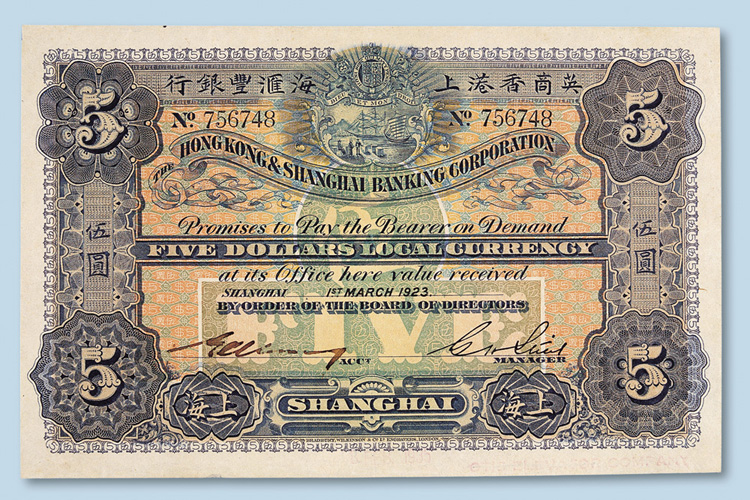 英商香港上海滙豐銀行
5 5
Nº 756748 Nº 756748
THE HONGKONG & SHANGHAI BANKING CORPORATION
Promises to Pay the Bearer on Demand
FIVE DOLLARS LOCAL CURRENCY
伍圓 伍圓
at its Office here value received
SHANGHAI 1ST MARCH 1923
BY ORDER OF THE BOARD OF DIRECTORS
FIVE
ACCT MANAGER
5 5
上海 SHANGHAI 上海